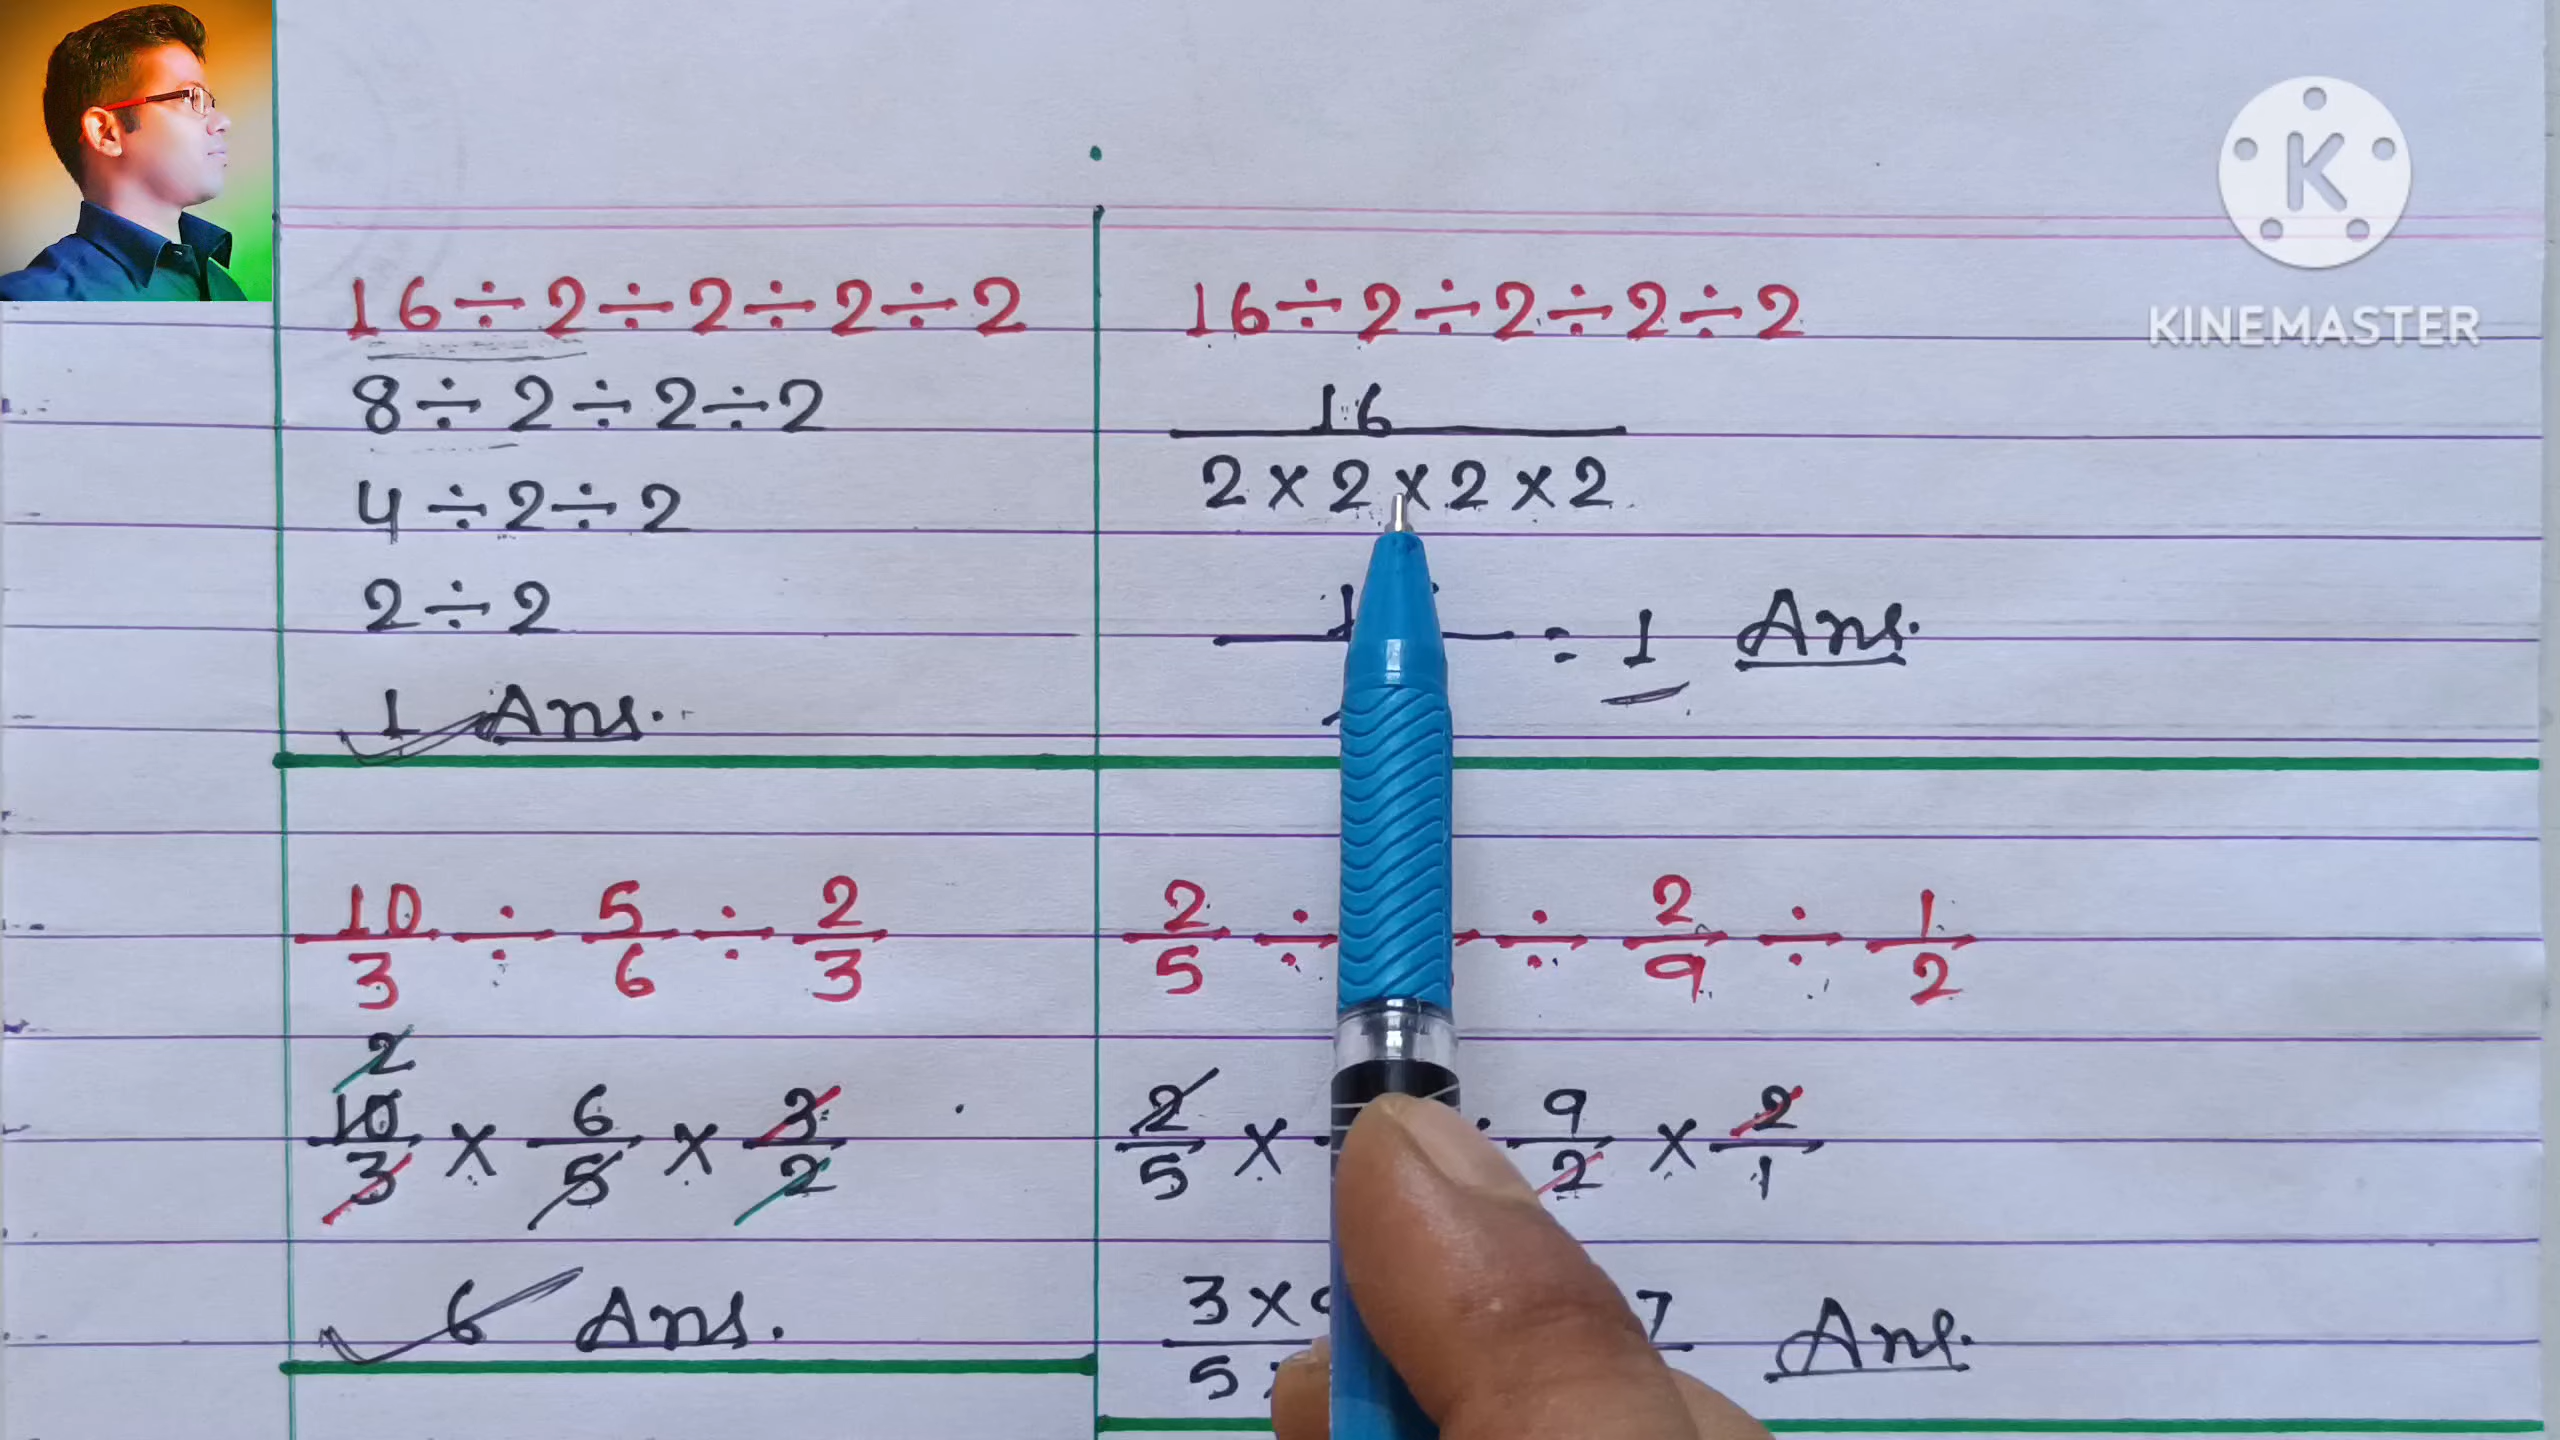 16÷2÷2÷2÷2
8÷2÷2÷2
4÷2÷2
2÷2
1 Ans.
16÷2÷2÷2÷2
16
2×2×2×2
= 1 Ans.
10/3 ÷ 5/6 ÷ 2/3
2
10/3 × 6/5 × 3/2
6 Ans.
2/5 ÷ ÷ 2/9 ÷ 1/2
2/5 × 9/2 × 2/1
3×
5
7 Ans.
K
KINEMASTER